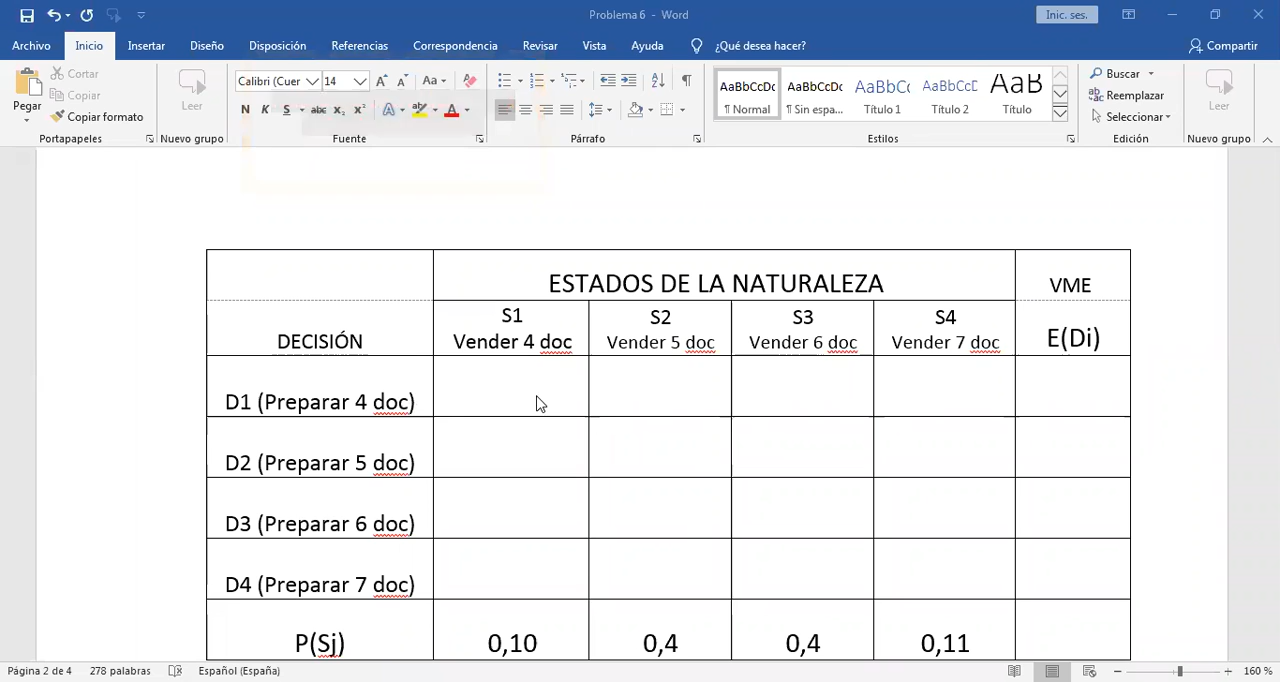 Problema 6 - Word
Inic. ses.
Archivo Inicio Insertar Diseño Disposición Referencias Correspondencia Revisar Vista Ayuda ¿Qué desea hacer? Compartir
Pegar
Cortar
Copiar
Copiar formato
Portapapeles
Leer
Nuevo grupo
Calibri (Cuer 14
Aa
N K S abc x₂ x² A A
Fuente
Párrafo
AaBbCcDc AaBbCcDc AaBbCc AaBbCcD AaB
¶ Normal ¶ Sin espa... Título 1 Título 2 Título
Estilos
Buscar
Reemplazar
Seleccionar
Edición
Leer
Nuevo grupo
ESTADOS DE LA NATURALEZA VME
DECISIÓN S1 S2 S3 S4 E(Di)
Vender 4 doc Vender 5 doc Vender 6 doc Vender 7 doc
D1 (Preparar 4 doc)
D2 (Preparar 5 doc)
D3 (Preparar 6 doc)
D4 (Preparar 7 doc)
P(Sj) 0,10 0,4 0,4 0,11
Página 2 de 4 278 palabras Español (España) 160 %